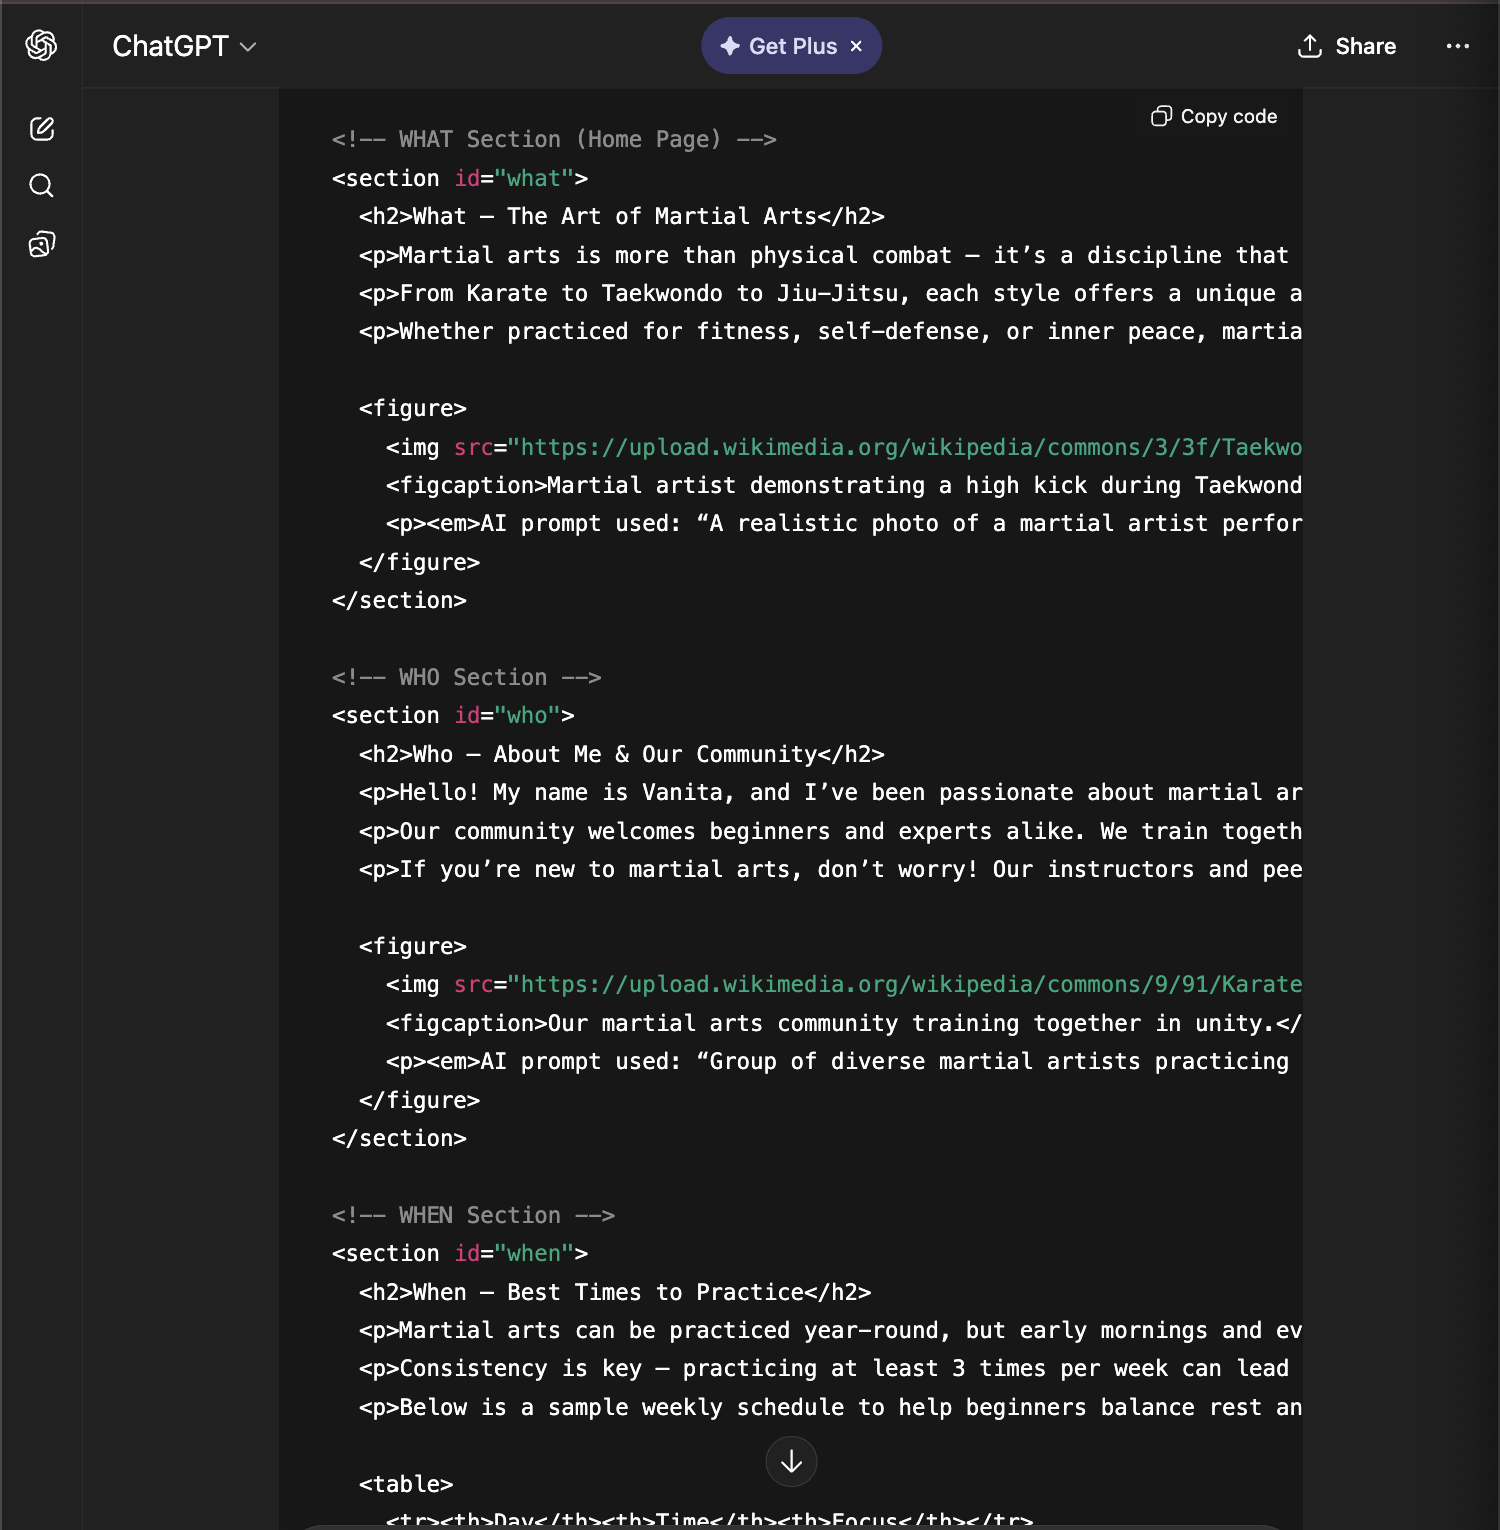 ChatGPT
Get Plus
Share
Copy code
<!-- WHAT Section (Home Page) -->
<section id="what">
  <h2>What – The Art of Martial Arts</h2>
  <p>Martial arts is more than physical combat — it’s a discipline that
  <p>From Karate to Taekwondo to Jiu-Jitsu, each style offers a unique a
  <p>Whether practiced for fitness, self-defense, or inner peace, martia
  <figure>
    <img src="https://upload.wikimedia.org/wikipedia/commons/3/3f/Taekwo
    <figcaption>Martial artist demonstrating a high kick during Taekwond
    <p><em>AI prompt used: “A realistic photo of a martial artist perfor
  </figure>
</section>
<!-- WHO Section -->
<section id="who">
  <h2>Who – About Me & Our Community</h2>
  <p>Hello! My name is Vanita, and I’ve been passionate about martial ar
  <p>Our community welcomes beginners and experts alike. We train togeth
  <p>If you’re new to martial arts, don’t worry! Our instructors and pee
  <figure>
    <img src="https://upload.wikimedia.org/wikipedia/commons/9/91/Karate
    <figcaption>Our martial arts community training together in unity.</
    <p><em>AI prompt used: “Group of diverse martial artists practicing
  </figure>
</section>
<!-- WHEN Section -->
<section id="when">
  <h2>When – Best Times to Practice</h2>
  <p>Martial arts can be practiced year-round, but early mornings and ev
  <p>Consistency is key — practicing at least 3 times per week can lead
  <p>Below is a sample weekly schedule to help beginners balance rest an
  <table>
    <tr><th>Day</th><th>Time</th><th>Focus</th></tr>